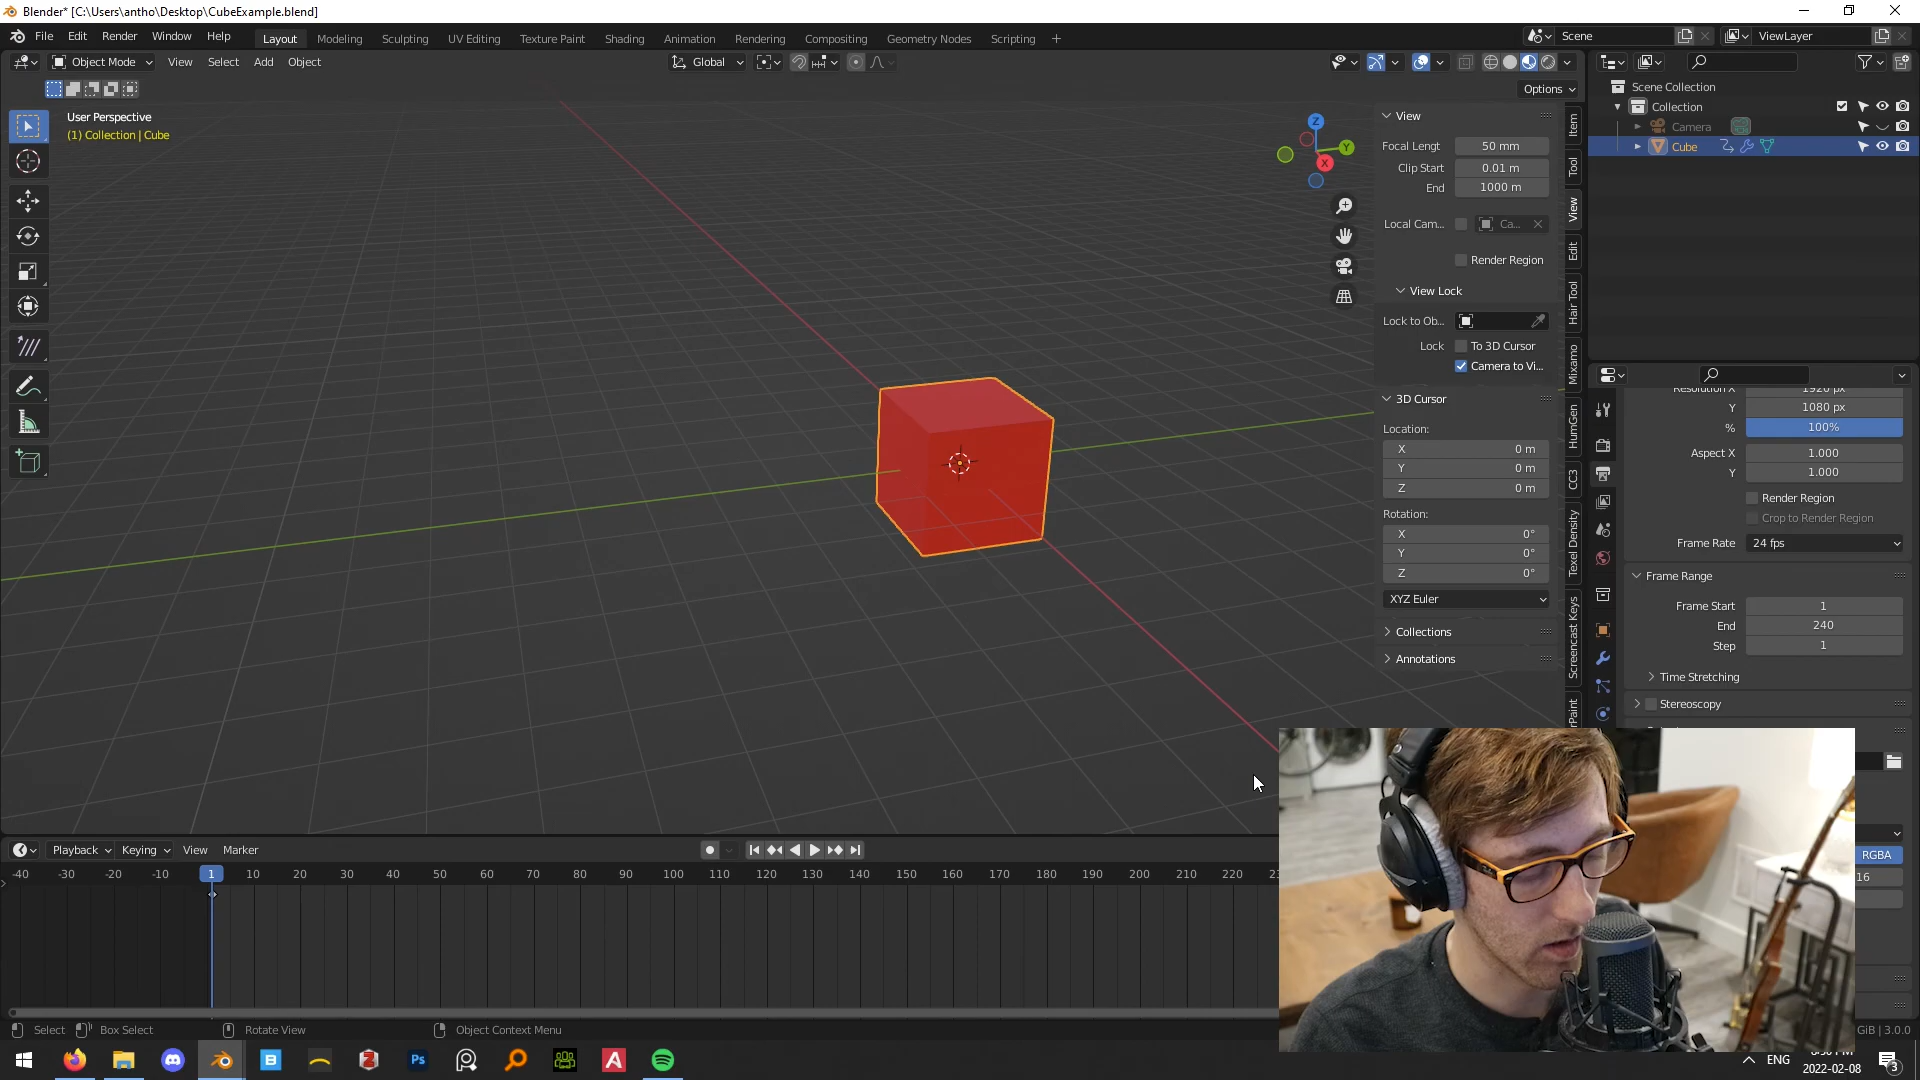 Blender* [C:\Users\antho\Desktop\CubeExample.blend]
File Edit Render Window Help
Layout Modeling Sculpting UV Editing Texture Paint Shading Animation Rendering Compositing Geometry Nodes Scripting +
Scene
ViewLayer
Object Mode View Select Add Object
Global
Options
User Perspective
(1) Collection | Cube
Z
Y
X
View
Focal Lengt 50 mm
Clip Start 0.01 m
End 1000 m
Local Cam... Ca...
Render Region
View Lock
Lock to Ob...
Lock To 3D Cursor
Camera to Vi...
3D Cursor
Location:
X 0 m
Y 0 m
Z 0 m
Rotation:
X 0°
Y 0°
Z 0°
XYZ Euler
Collections
Annotations
Item
Tool
View
Edit
Hair Tool
Mixamo
HumGen
CC3
Texel Density
Screencast Keys
rPaint
Scene Collection
Collection
Camera
Cube
Resolution X 1920 px
Y 1080 px
% 100%
Aspect X 1.000
Y 1.000
Render Region
Crop to Render Region
Frame Rate 24 fps
Frame Range
Frame Start 1
End 240
Step 1
Time Stretching
Stereoscopy
RGBA
16
Playback Keying View Marker
-40 -30 -20 -10 1 10 20 30 40 50 60 70 80 90 100 110 120 130 140 150 160 170 180 190 200 210 220
Select Box Select Rotate View Object Context Menu
GiB | 3.0.0
ENG
2022-02-08
3